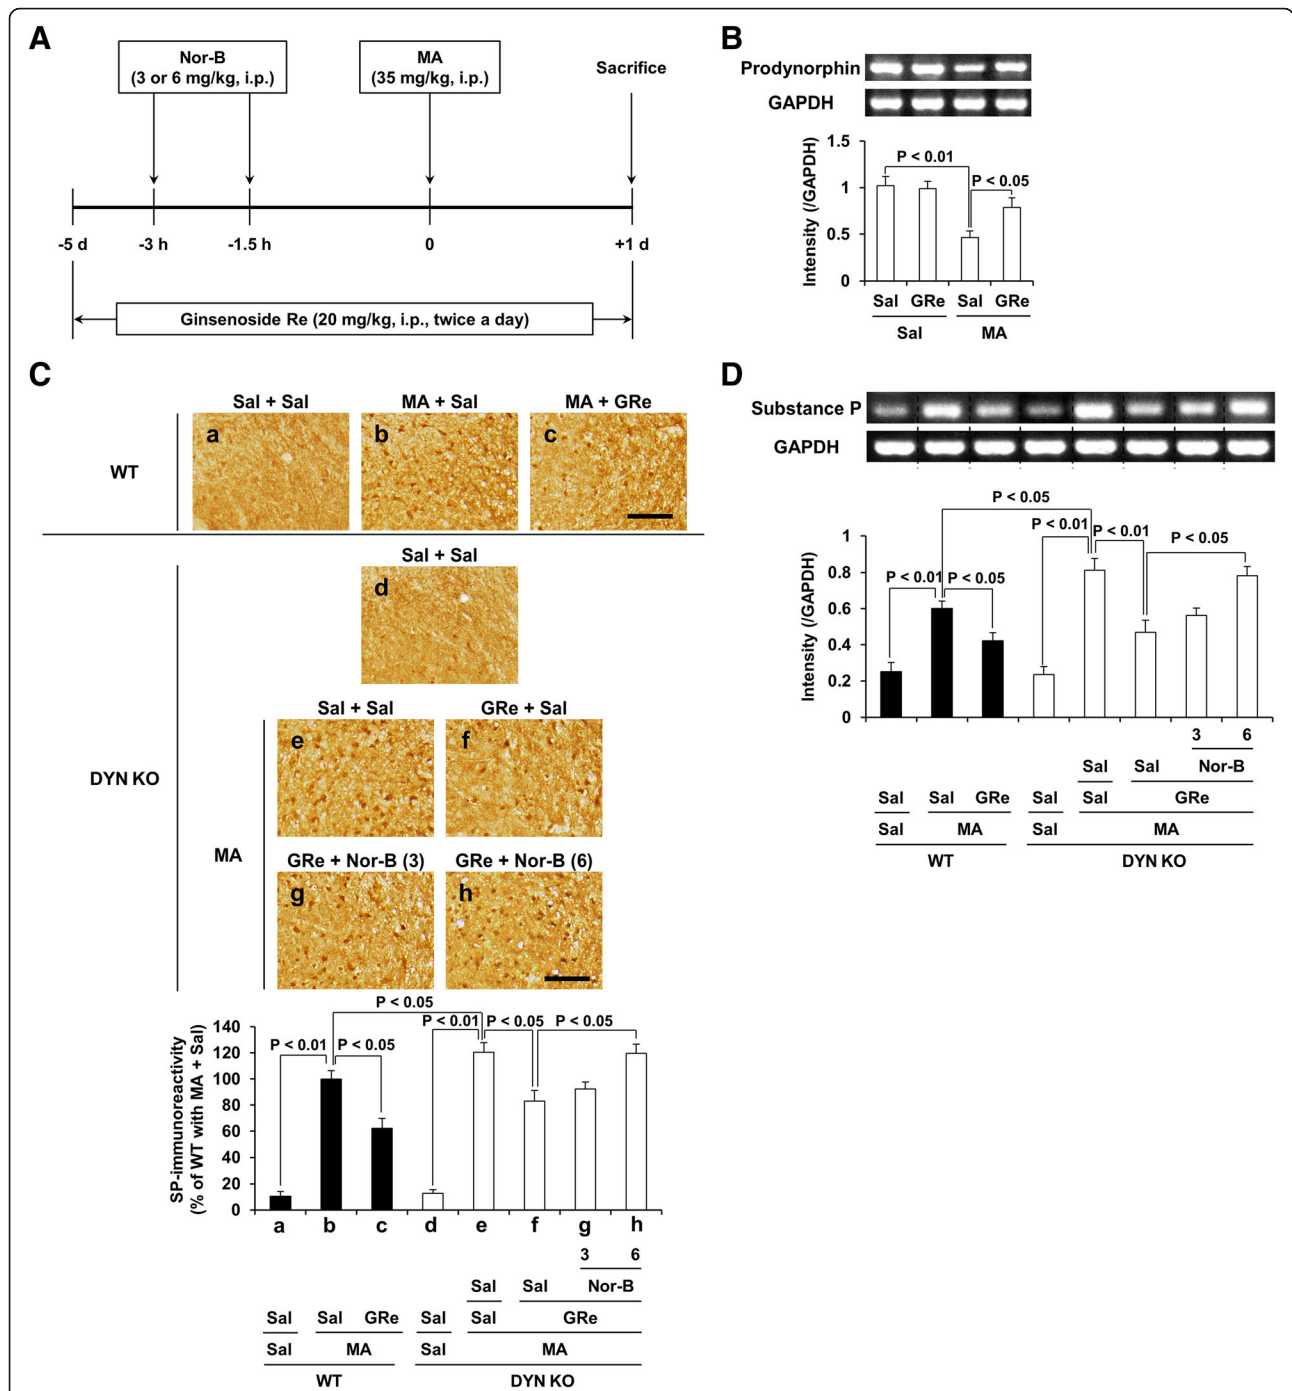 A
Nor-B
(3 or 6 mg/kg, i.p.)
MA
(35 mg/kg, i.p.)
Sacrifice
-5 d -3 h -1.5 h 0 +1 d
Ginsenoside Re (20 mg/kg, i.p., twice a day)
B
Prodynorphin
GAPDH
Intensity (/GAPDH)
1.5
1
0.5
0
P < 0.01
P < 0.05
Sal GRe Sal GRe
Sal MA
C
Sal + Sal MA + Sal MA + GRe
a b c
WT
Sal + Sal
d
DYN KO
Sal + Sal GRe + Sal
e f
MA
GRe + Nor-B (3) GRe + Nor-B (6)
g h
SP-immunoreactivity
(% of WT with MA + Sal)
140
120
100
80
60
40
20
0
P < 0.05
P < 0.01 P < 0.05 P < 0.05
P < 0.01 P < 0.05
a b c d e f g h
3 6
Sal Sal Nor-B
Sal Sal GRe Sal Sal GRe
Sal MA Sal MA
WT DYN KO
D
Substance P
GAPDH
Intensity (/GAPDH)
1
0.8
0.6
0.4
0.2
0
P < 0.05
P < 0.01 P < 0.01 P < 0.05
P < 0.01 P < 0.05
3 6
Sal Sal Nor-B
Sal Sal GRe Sal Sal GRe
Sal MA Sal MA
WT DYN KO